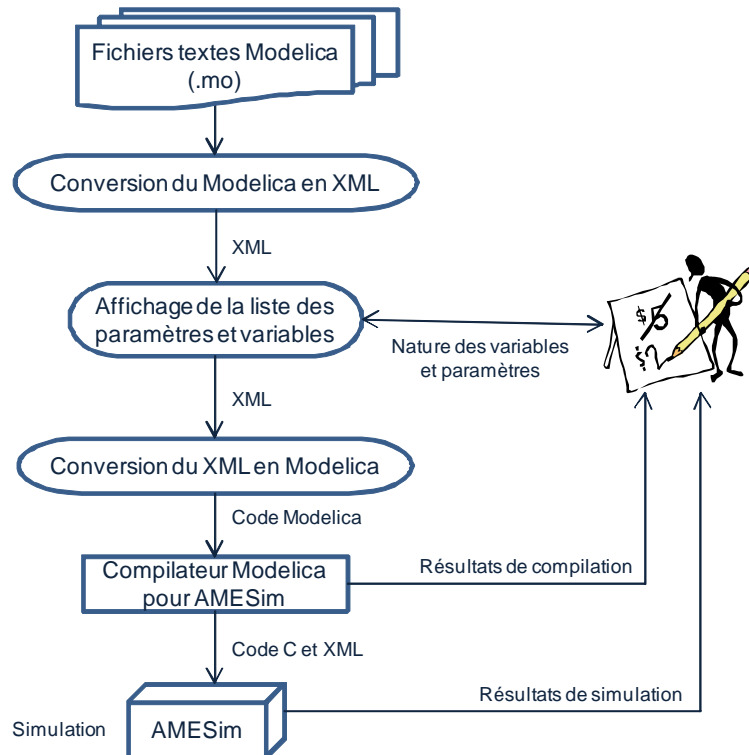 Fichiers textes Modelica
(.mo)
Conversion du Modelica en XML
XML
Affichage de la liste des
paramètres et variables
Nature des variables
et paramètres
XML
Conversion du XML en Modelica
Code Modelica
Compilateur Modelica
pour AMESim
Résultats de compilation
Code C et XML
Résultats de simulation
Simulation
AMESim